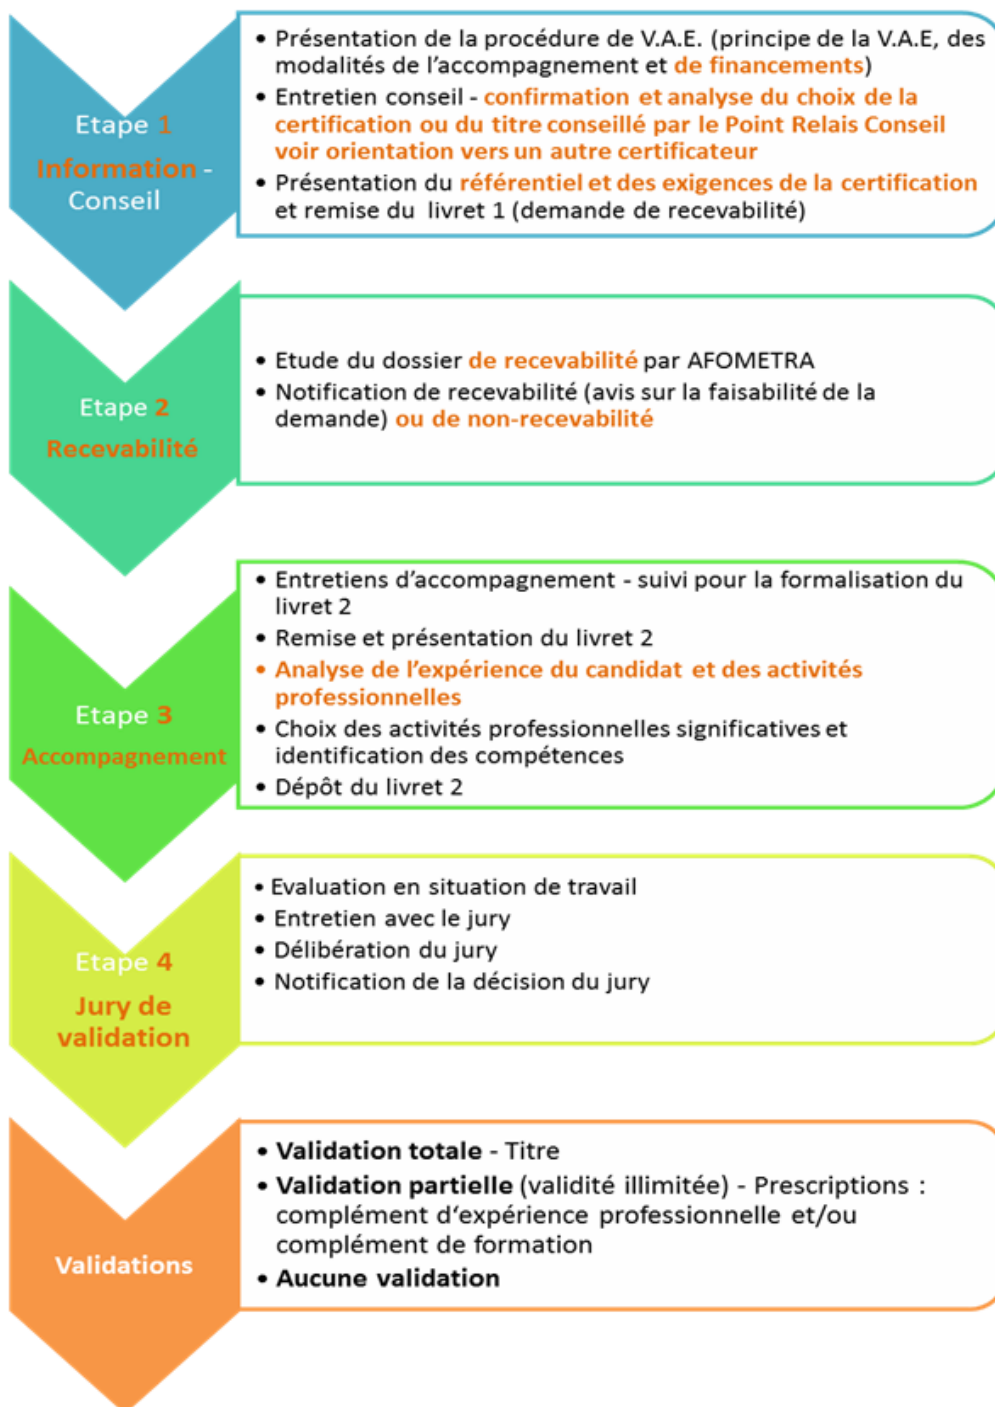 Etape 1
Information -
Conseil
• Présentation de la procédure de V.A.E. (principe de la V.A.E, des
modalités de l'accompagnement et de financements)
• Entretien conseil - confirmation et analyse du choix de la
certification ou du titre conseillé par le Point Relais Conseil
voir orientation vers un autre certificateur
• Présentation du référentiel et des exigences de la certification
et remise du livret 1 (demande de recevabilité)
Etape 2
Recevabilité
• Etude du dossier de recevabilité par AFOMETRA
• Notification de recevabilité (avis sur la faisabilité de la
demande) ou de non-recevabilité
Etape 3
Accompagnement
• Entretiens d'accompagnement - suivi pour la formalisation du
livret 2
• Remise et présentation du livret 2
• Analyse de l'expérience du candidat et des activités
professionnelles
• Choix des activités professionnelles significatives et
identification des compétences
• Dépôt du livret 2
Etape 4
Jury de
validation
• Evaluation en situation de travail
• Entretien avec le jury
• Délibération du jury
• Notification de la décision du jury
Validations
• Validation totale - Titre
• Validation partielle (validité illimitée) - Prescriptions :
complément d‘expérience professionnelle et/ou
complément de formation
• Aucune validation